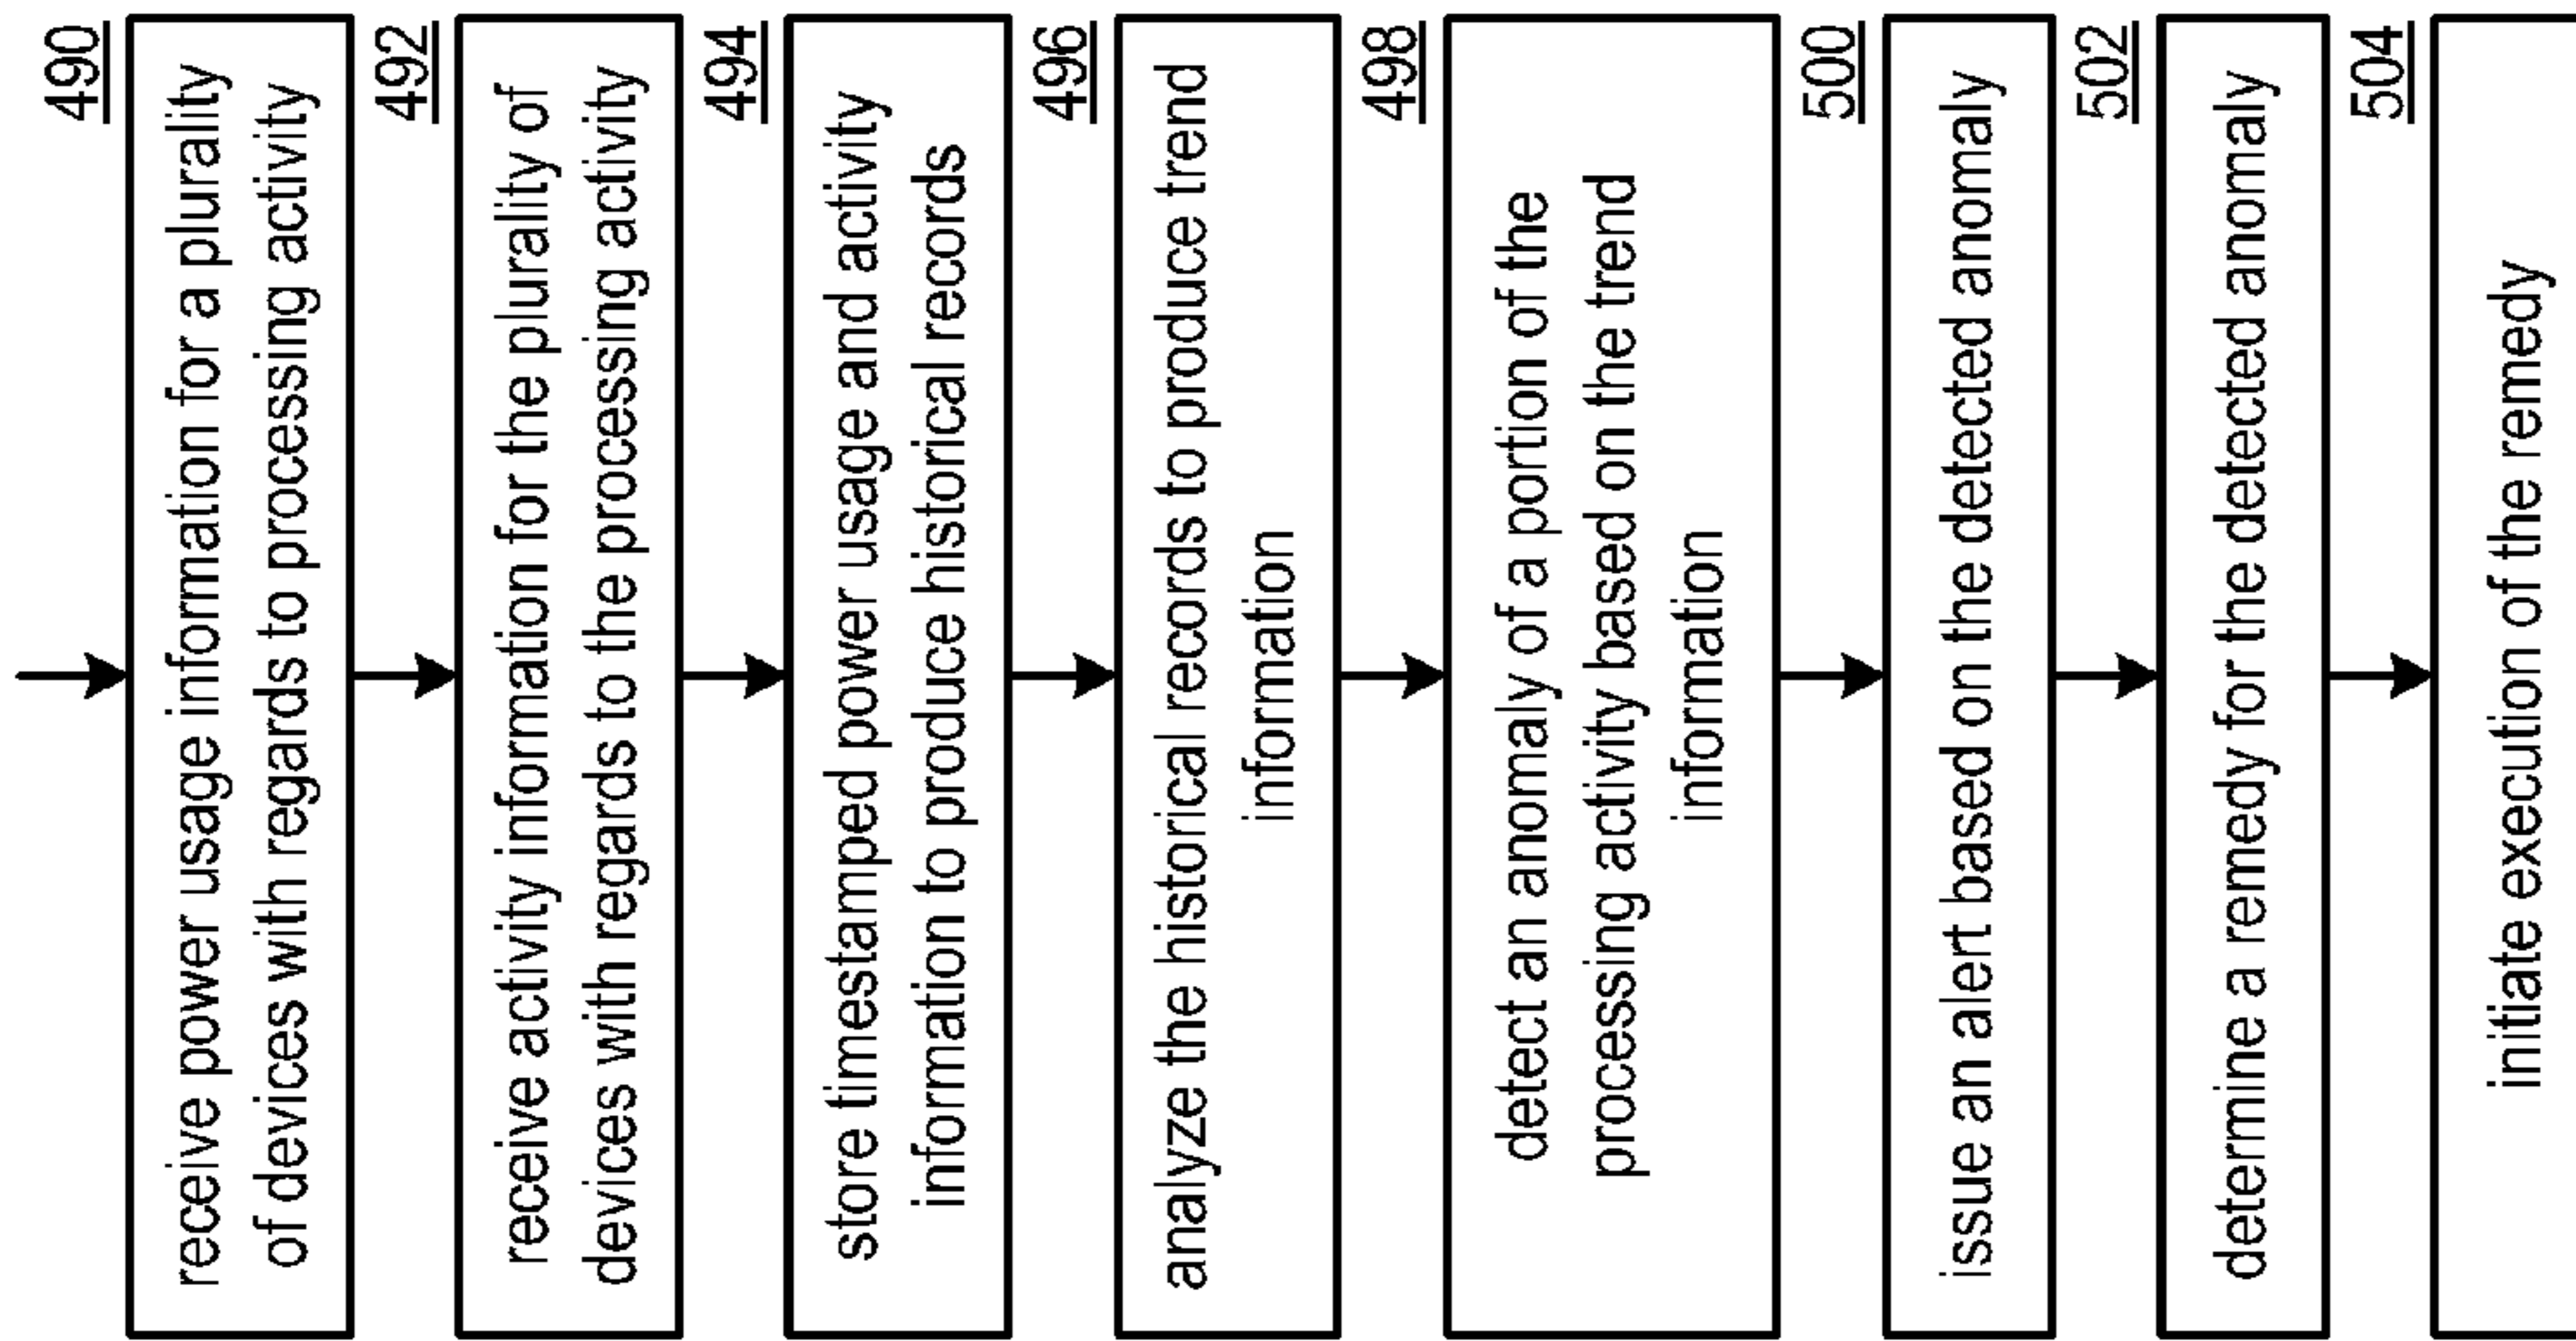 490
receive power usage information for a plurality
of devices with regards to processing activity
492
receive activity information for the plurality of
devices with regards to the processing activity
494
store timestamped power usage and activity
information to produce historical records
496
analyze the historical records to produce trend
information
498
detect an anomaly of a portion of the
processing activity based on the trend
information
500
issue an alert based on the detected anomaly
502
determine a remedy for the detected anomaly
504
initiate execution of the remedy